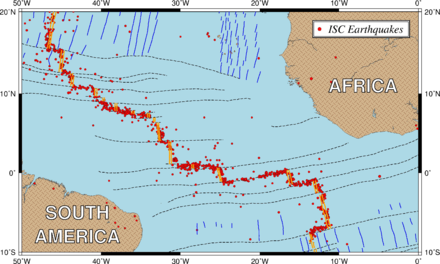 50°W 40°W 30°W 20°W 10°W 0°
20°N 20°N
ISC Earthquakes
AFRICA
10°N 10°N
0° 0°
SOUTH
AMERICA
10°S 10°S
50°W 40°W 30°W 20°W 10°W 0°